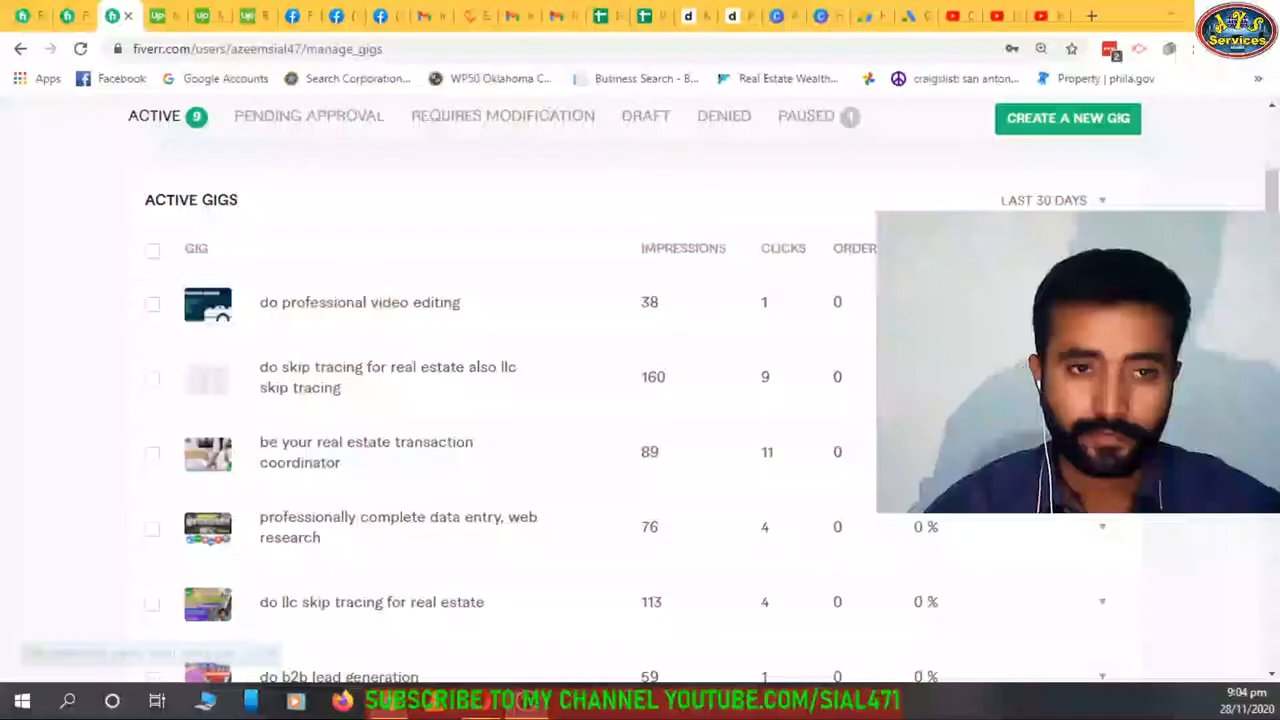 AYS
Services
fiverr.com/users/azeemsial47/manage_gigs
2
Apps
Facebook
Google Accounts
Search Corporation...
WP50 Oklahoma C...
Business Search - B...
Real Estate Wealth...
craigslist: san anton...
Property | phila.gov
»
ACTIVE 9
PENDING APPROVAL
REQUIRES MODIFICATION
DRAFT
DENIED
PAUSED 1
CREATE A NEW GIG
ACTIVE GIGS
LAST 30 DAYS
GIG
IMPRESSIONS
CLICKS
ORDER
do professional video editing
38
1
0
do skip tracing for real estate also llc
skip tracing
160
9
0
be your real estate transaction
coordinator
89
11
0
professionally complete data entry, web
research
76
4
0
0 %
do llc skip tracing for real estate
113
4
0
0 %
do b2b lead generation
59
1
0
0 %
SUBSCRIBE TO MY CHANNEL YOUTUBE.COM/SIAL471
9:04 pm
28/11/2020